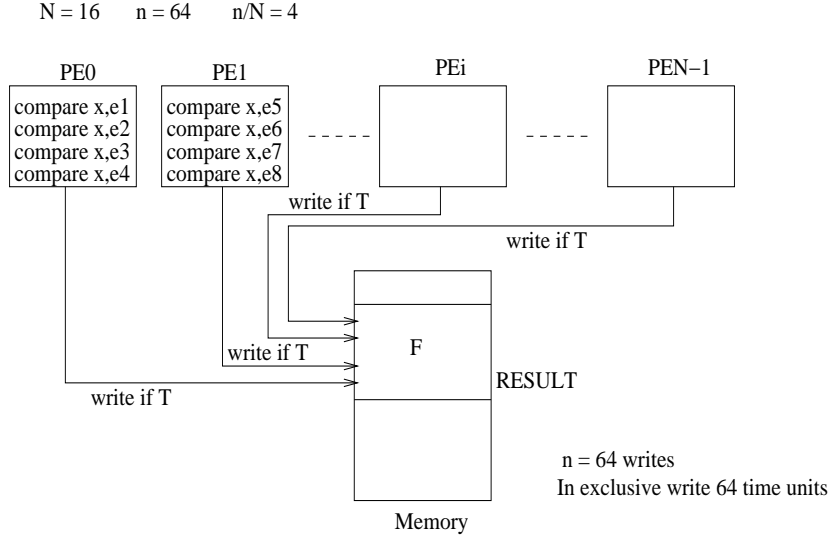 N = 16 n = 64 n/N = 4
PE0 PE1 PEi PEN−1
compare x,e1
compare x,e2
compare x,e3
compare x,e4
compare x,e5
compare x,e6
compare x,e7
compare x,e8
write if T
write if T
F
write if T
RESULT
write if T
n = 64 writes
In exclusive write 64 time units
Memory